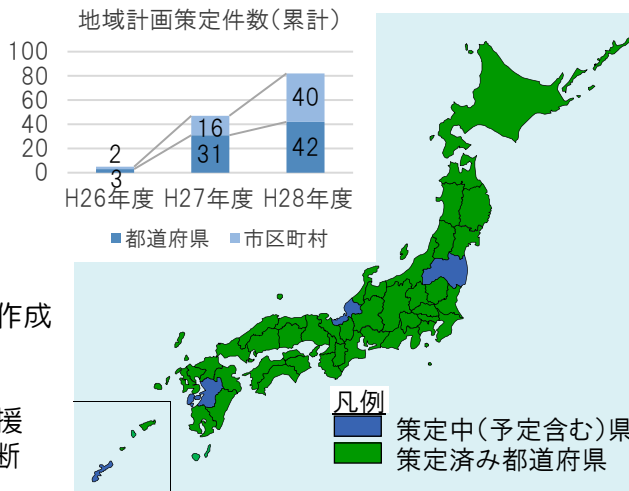 地域計画策定件数(累計)
100
80
60
40
20
0
2
3
16
31
40
42
H26年度 H27年度 H28年度
■都道府県 ■市区町村
作成
援
断
凡例
策定中(予定含む)県
策定済み都道府県